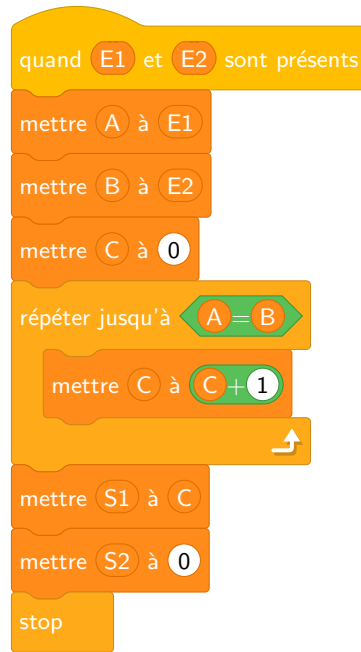 quand E1 et E2 sont présents
mettre A à E1
mettre B à E2
mettre C à 0
répéter jusqu'à A=B
mettre C à C+1
mettre S1 à C
mettre S2 à 0
stop